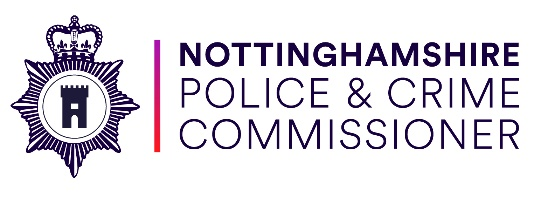 NOTTINGHAMSHIRE
POLICE & CRIME
COMMISSIONER